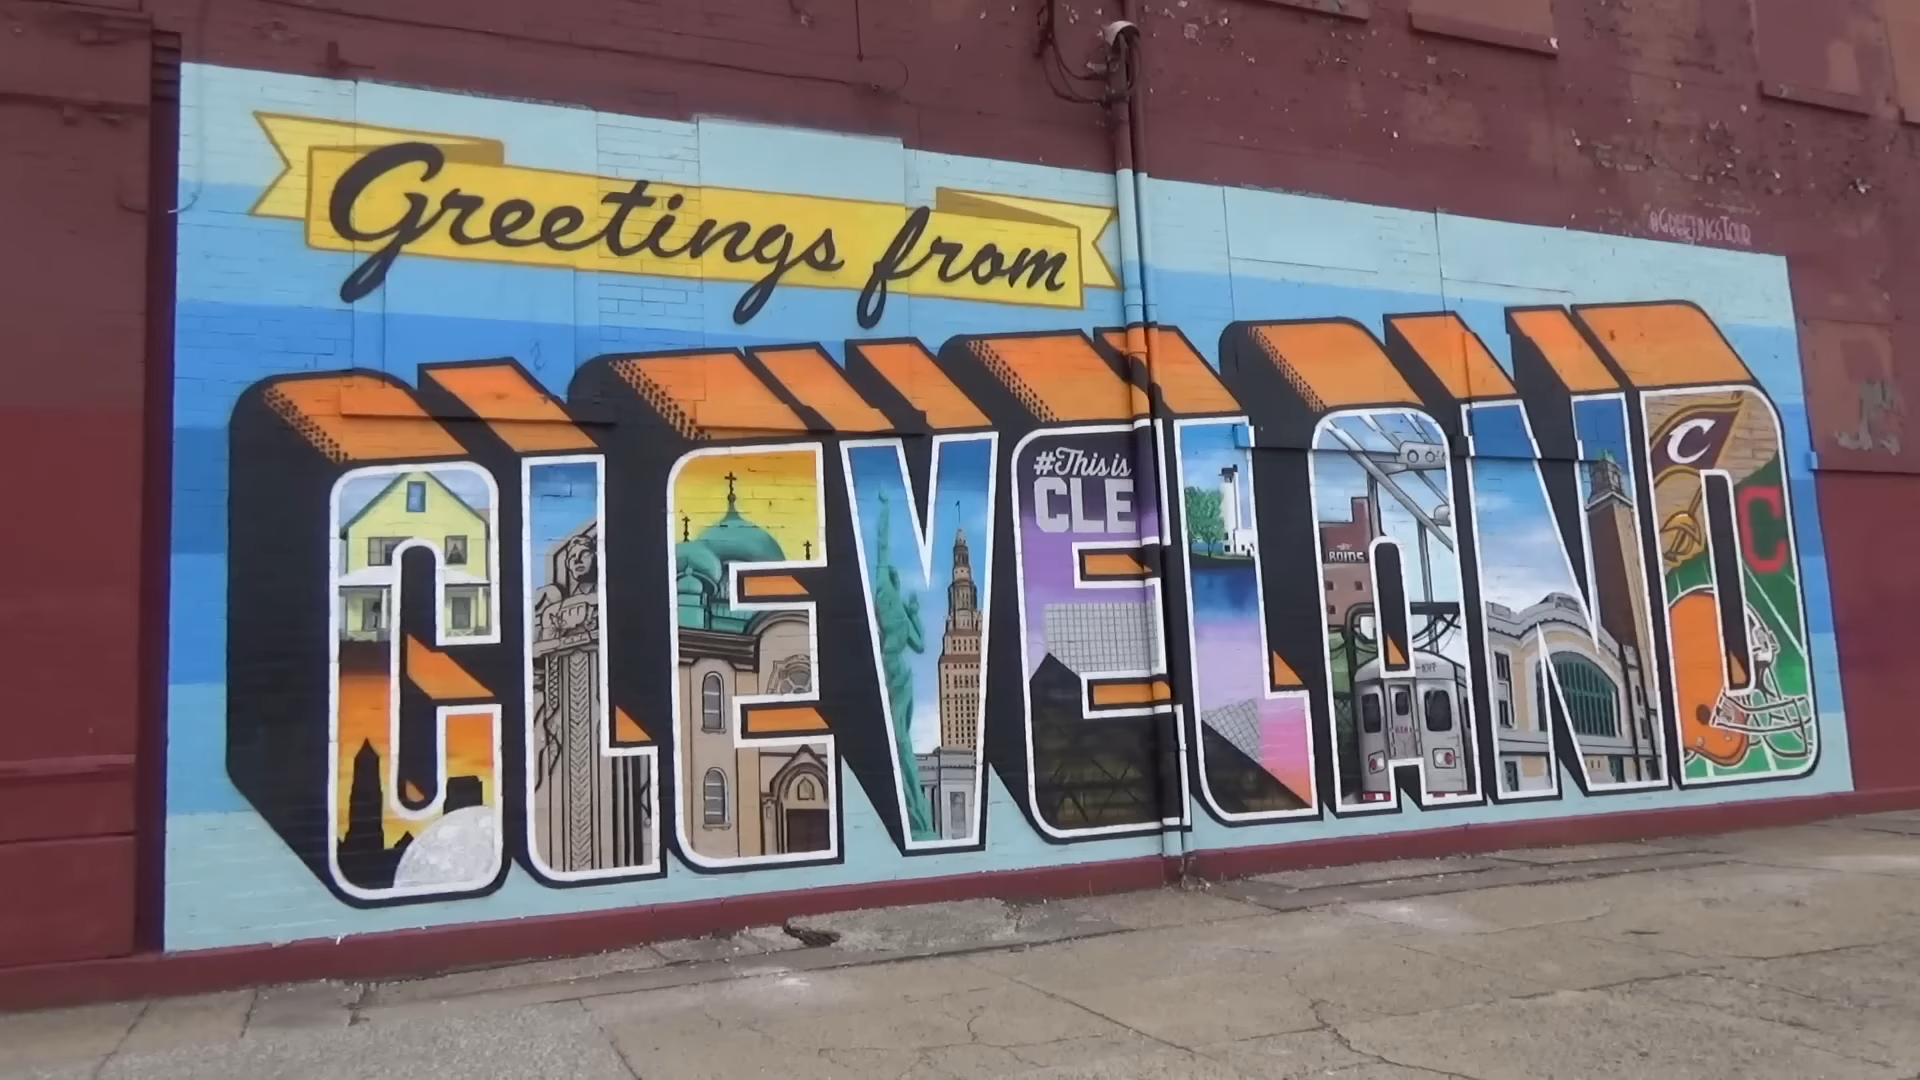 Greetings from
@GREETINGSTOUR
CLEVELAND
#This is
CLE
C
C